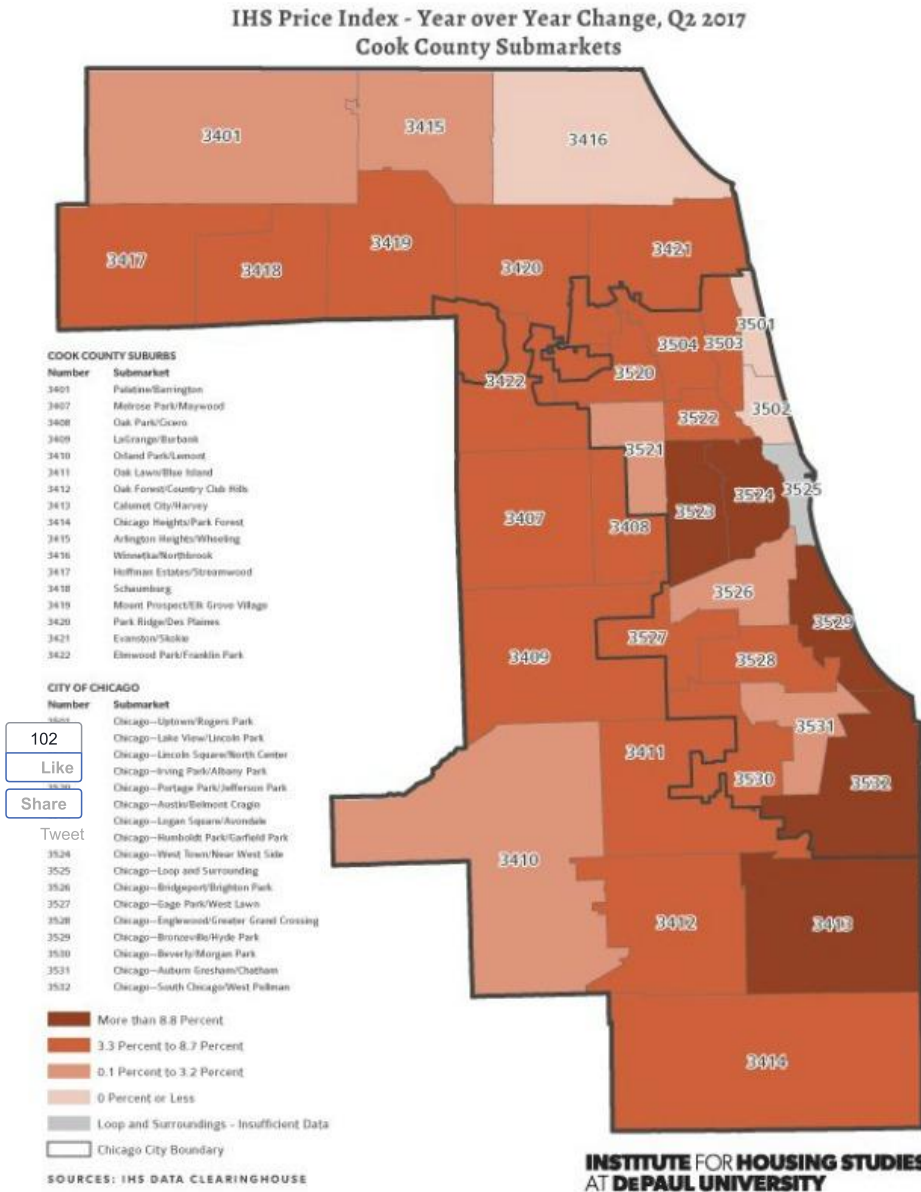 IHS Price Index - Year over Year Change, Q2 2017
Cook County Submarkets
3401
3415
3416
3417
3418
3419
3420
3421
3501
3504
3503
3422
3520
3502
3522
3521
3523
3524
3525
3407
3408
3526
3529
3527
3409
3528
3531
3411
3530
3532
3410
3412
3413
3414
COOK COUNTY SUBURBS
Number Submarket
3401 Palatine/Barrington
3407 Melrose Park/Maywood
3408 Oak Park/Cicero
3409 LaGrange/Burbank
3410 Orland Park/Lemont
3411 Oak Lawn/Blue Island
3412 Oak Forest/Country Club Hills
3413 Calumet City/Harvey
3414 Chicago Heights/Park Forest
3415 Arlington Heights/Wheeling
3416 Winnetka/Northbrook
3417 Hoffman Estates/Streamwood
3418 Schaumburg
3419 Mount Prospect/Elk Grove Village
3420 Park Ridge/Des Plaines
3421 Evanston/Skokie
3422 Elmwood Park/Franklin Park
CITY OF CHICAGO
Number Submarket
Chicago--Uptown/Rogers Park
Chicago--Lake View/Lincoln Park
Chicago--Lincoln Square/North Center
Chicago--Irving Park/Albany Park
Chicago--Portage Park/Jefferson Park
Chicago--Austin/Belmont Cragin
Chicago--Logan Square/Avondale
Chicago--Humboldt Park/Garfield Park
3524 Chicago--West Town/Near West Side
3525 Chicago--Loop and Surrounding
3526 Chicago--Bridgeport/Brighton Park
3527 Chicago--Gage Park/West Lawn
3528 Chicago--Englewood/Greater Grand Crossing
3529 Chicago--Bronzeville/Hyde Park
3530 Chicago--Beverly/Morgan Park
3531 Chicago--Auburn Gresham/Chatham
3532 Chicago--South Chicago/West Pullman
102
Like
Share
Tweet
More than 8.8 Percent
3.3 Percent to 8.7 Percent
0.1 Percent to 3.2 Percent
0 Percent or Less
Loop and Surroundings - Insufficient Data
Chicago City Boundary
SOURCES: IHS DATA CLEARINGHOUSE
INSTITUTE FOR HOUSING STUDIES
AT DEPAUL UNIVERSITY